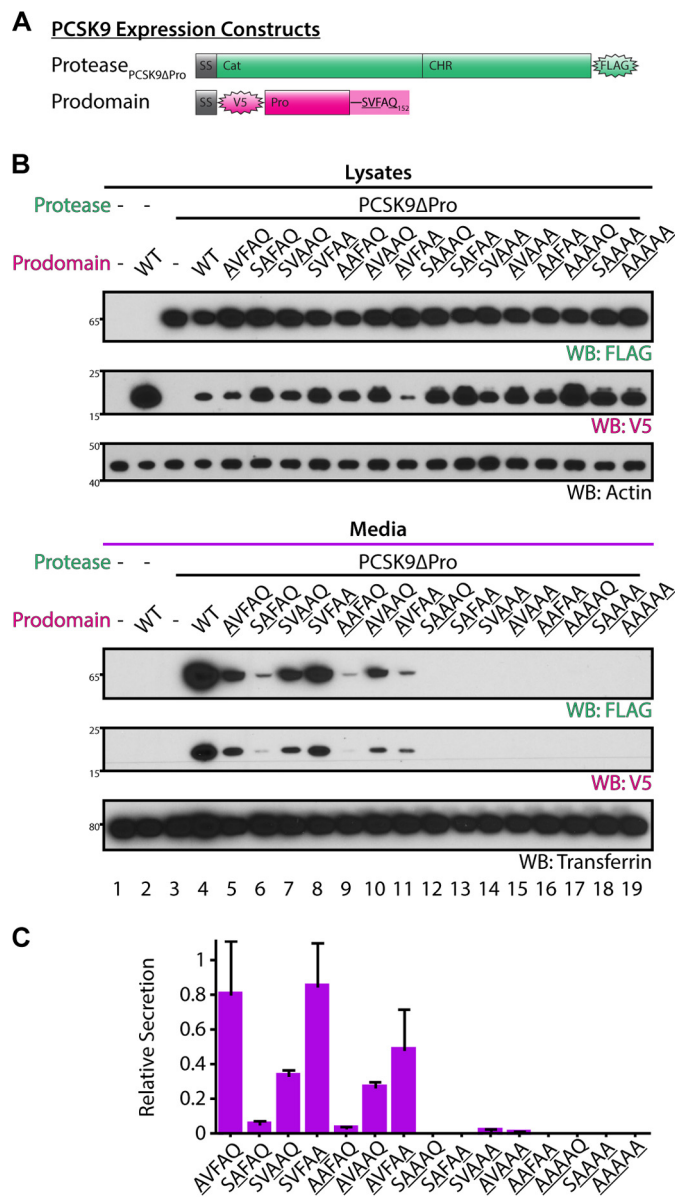 A PCSK9 Expression Constructs
Protease PCSK9ΔPro SS Cat CHR FLAG
Prodomain SS V5 Pro —SVFAQ152
B
Lysates
Protease: - - PCSK9ΔPro
Prodomain: - WT - WT AVFAQ SAFAQ SVAAQ SVFAA AAFAQ AVAAQ AVFAA SAAAQ SAFAA SVAAA AVAAA AAFAA AAAAQ SAAAA AAAAA
65
WB: FLAG
25
15
WB: V5
50
40
WB: Actin
Media
Protease: - - PCSK9ΔPro
Prodomain: - WT - WT AVFAQ SAFAQ SVAAQ SVFAA AAFAQ AVAAQ AVFAA SAAAQ SAFAA SVAAA AVAAA AAFAA AAAAQ SAAAA AAAAA
65
WB: FLAG
25
15
WB: V5
80
WB: Transferrin
1 2 3 4 5 6 7 8 9 10 11 12 13 14 15 16 17 18 19
C
Relative Secretion
1
0.8
0.6
0.4
0.2
0
AVFAQ SAFAQ SVAAQ SVFAA AAFAQ AVAAQ AVFAA SAAAQ SAFAA SVAAA AVAAA AAFAA AAAAQ SAAAA AAAAA